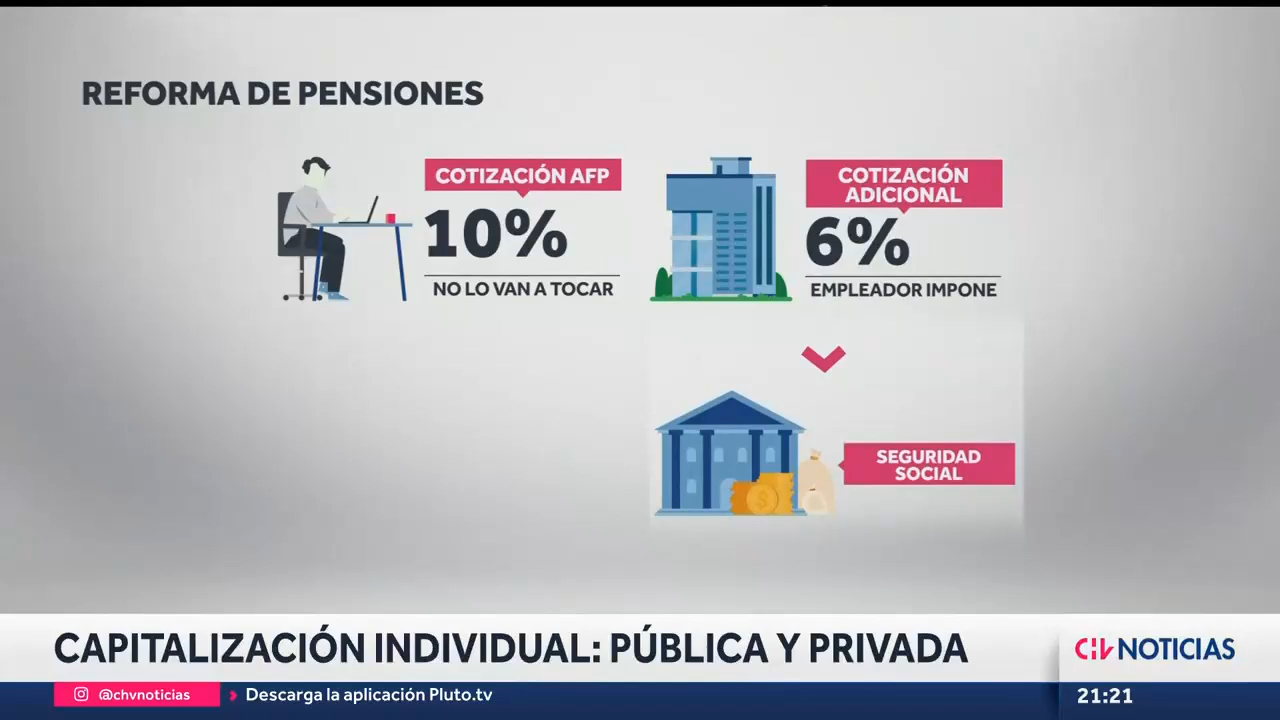 REFORMA DE PENSIONES
COTIZACIÓN AFP
10%
NO LO VAN A TOCAR
COTIZACIÓN
ADICIONAL
6%
EMPLEADOR IMPONE
$
SEGURIDAD
SOCIAL
CAPITALIZACIÓN INDIVIDUAL: PÚBLICA Y PRIVADA
CHV NOTICIAS
@chvnoticias
Descarga la aplicación Pluto.tv
21:21